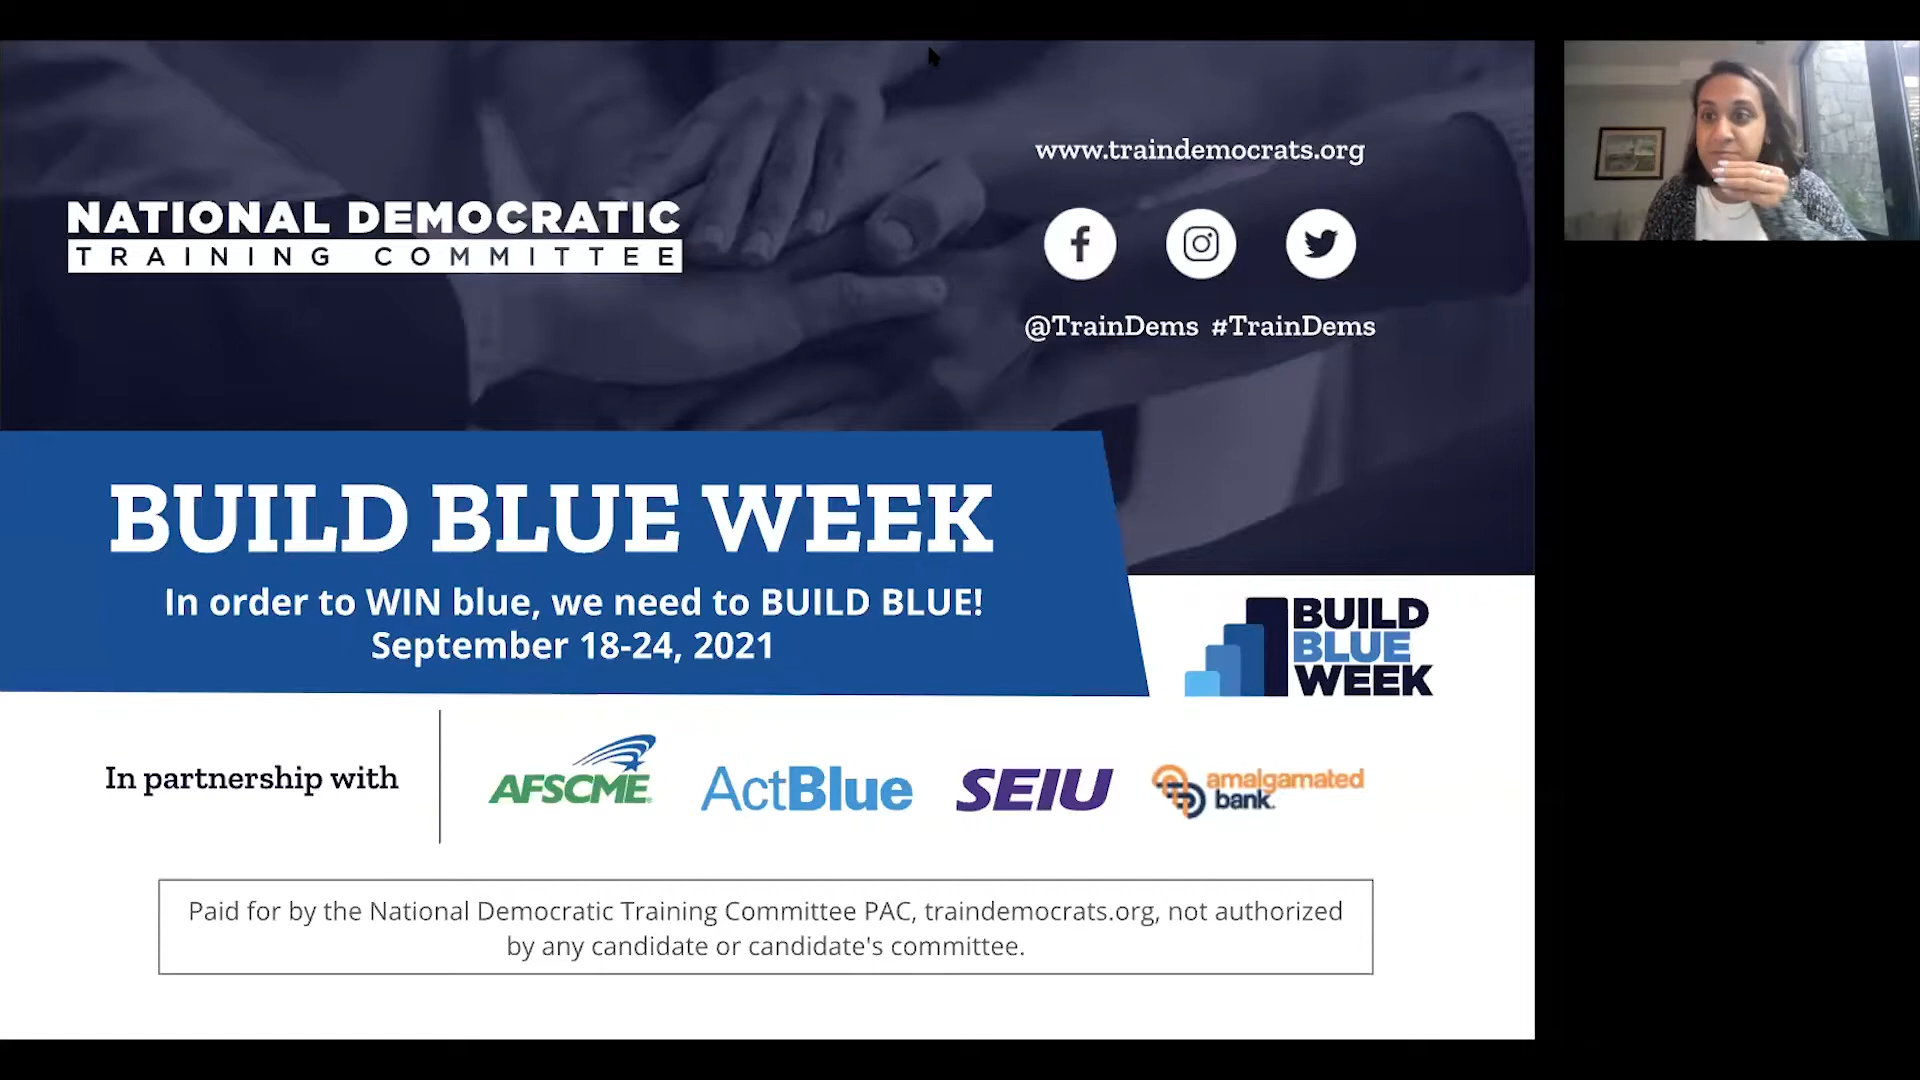 www.traindemocrats.org
NATIONAL DEMOCRATIC
TRAINING COMMITTEE
@TrainDems #TrainDems
BUILD BLUE WEEK
In order to WIN blue, we need to BUILD BLUE!
September 18-24, 2021
BUILD
BLUE
WEEK
In partnership with
AFSCME
ActBlue
SEIU
amalgamated
bank.
Paid for by the National Democratic Training Committee PAC, traindemocrats.org, not authorized
by any candidate or candidate's committee.